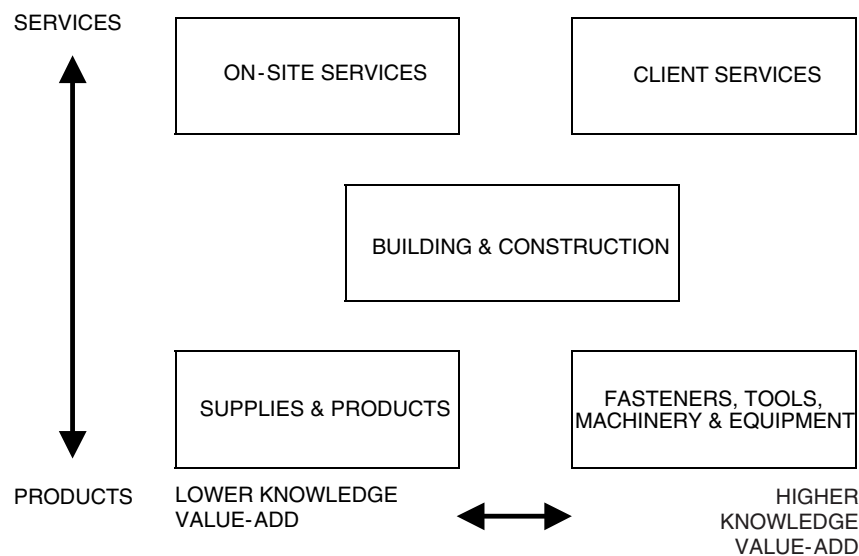 SERVICES
ON-SITE SERVICES
CLIENT SERVICES
BUILDING & CONSTRUCTION
SUPPLIES & PRODUCTS
FASTENERS, TOOLS,
MACHINERY & EQUIPMENT
PRODUCTS
LOWER KNOWLEDGE
VALUE-ADD
HIGHER
KNOWLEDGE
VALUE-ADD